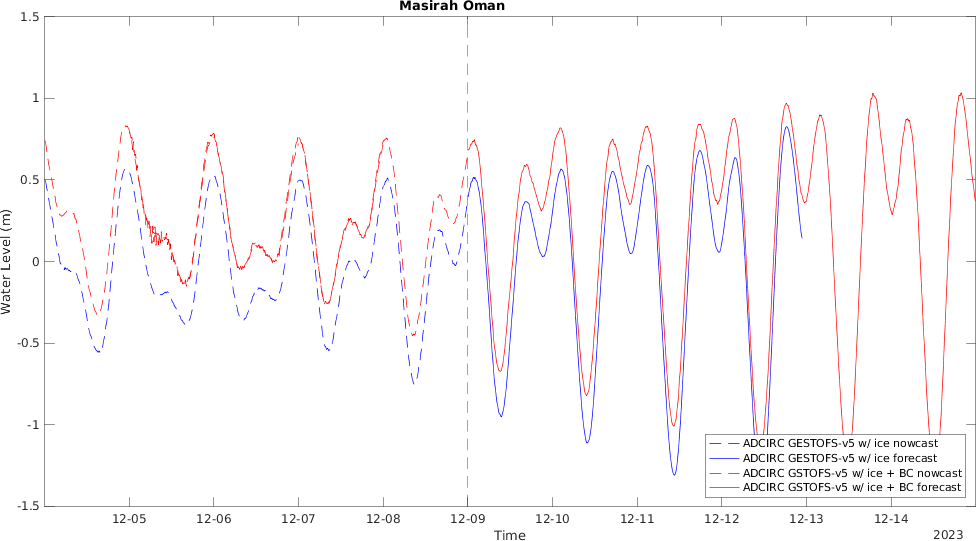 Masirah Oman
1.5
1
0.5
0
-0.5
-1
-1.5
Water Level (m)
12-05 12-06 12-07 12-08 12-09 12-10 12-11 12-12 12-13 12-14
Time
2023
ADCIRC GESTOFS-v5 w/ ice nowcast
ADCIRC GESTOFS-v5 w/ ice forecast
ADCIRC GSTOFS-v5 w/ ice + BC nowcast
ADCIRC GSTOFS-v5 w/ ice + BC forecast